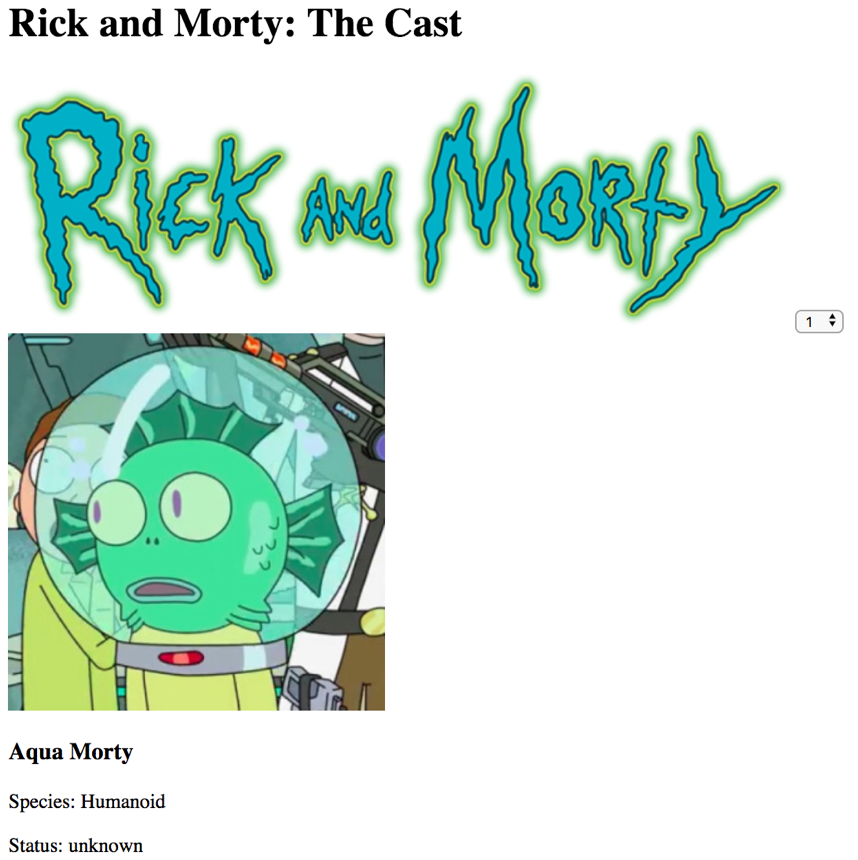 Rick and Morty: The Cast
Rick And Morty
1
Aqua Morty
Species: Humanoid
Status: unknown